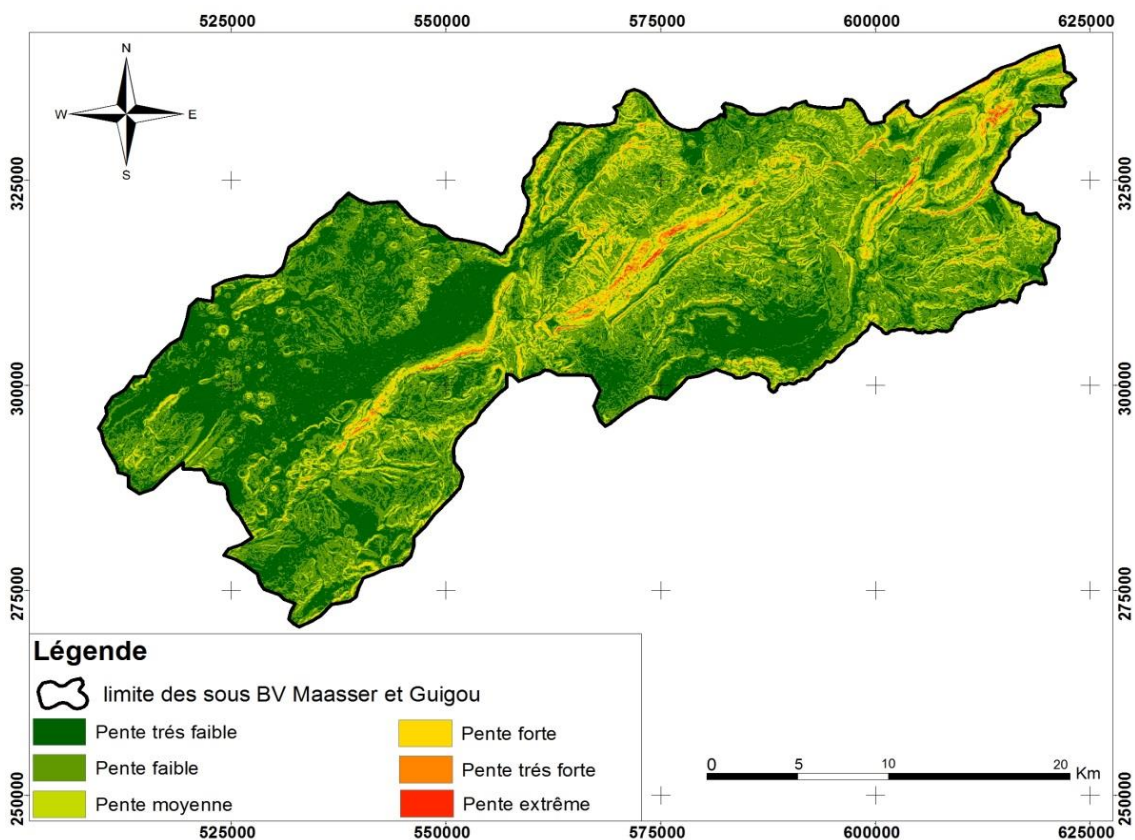 525000 550000 575000 600000 625000
N
W E
S
325000 325000
300000 300000
275000 275000
250000 250000
Légende
limite des sous BV Maasser et Guigou
Pente trés faible
Pente faible
Pente moyenne
Pente forte
Pente trés forte
Pente extrême
0 5 10 20 Km
525000 550000 575000 600000 625000